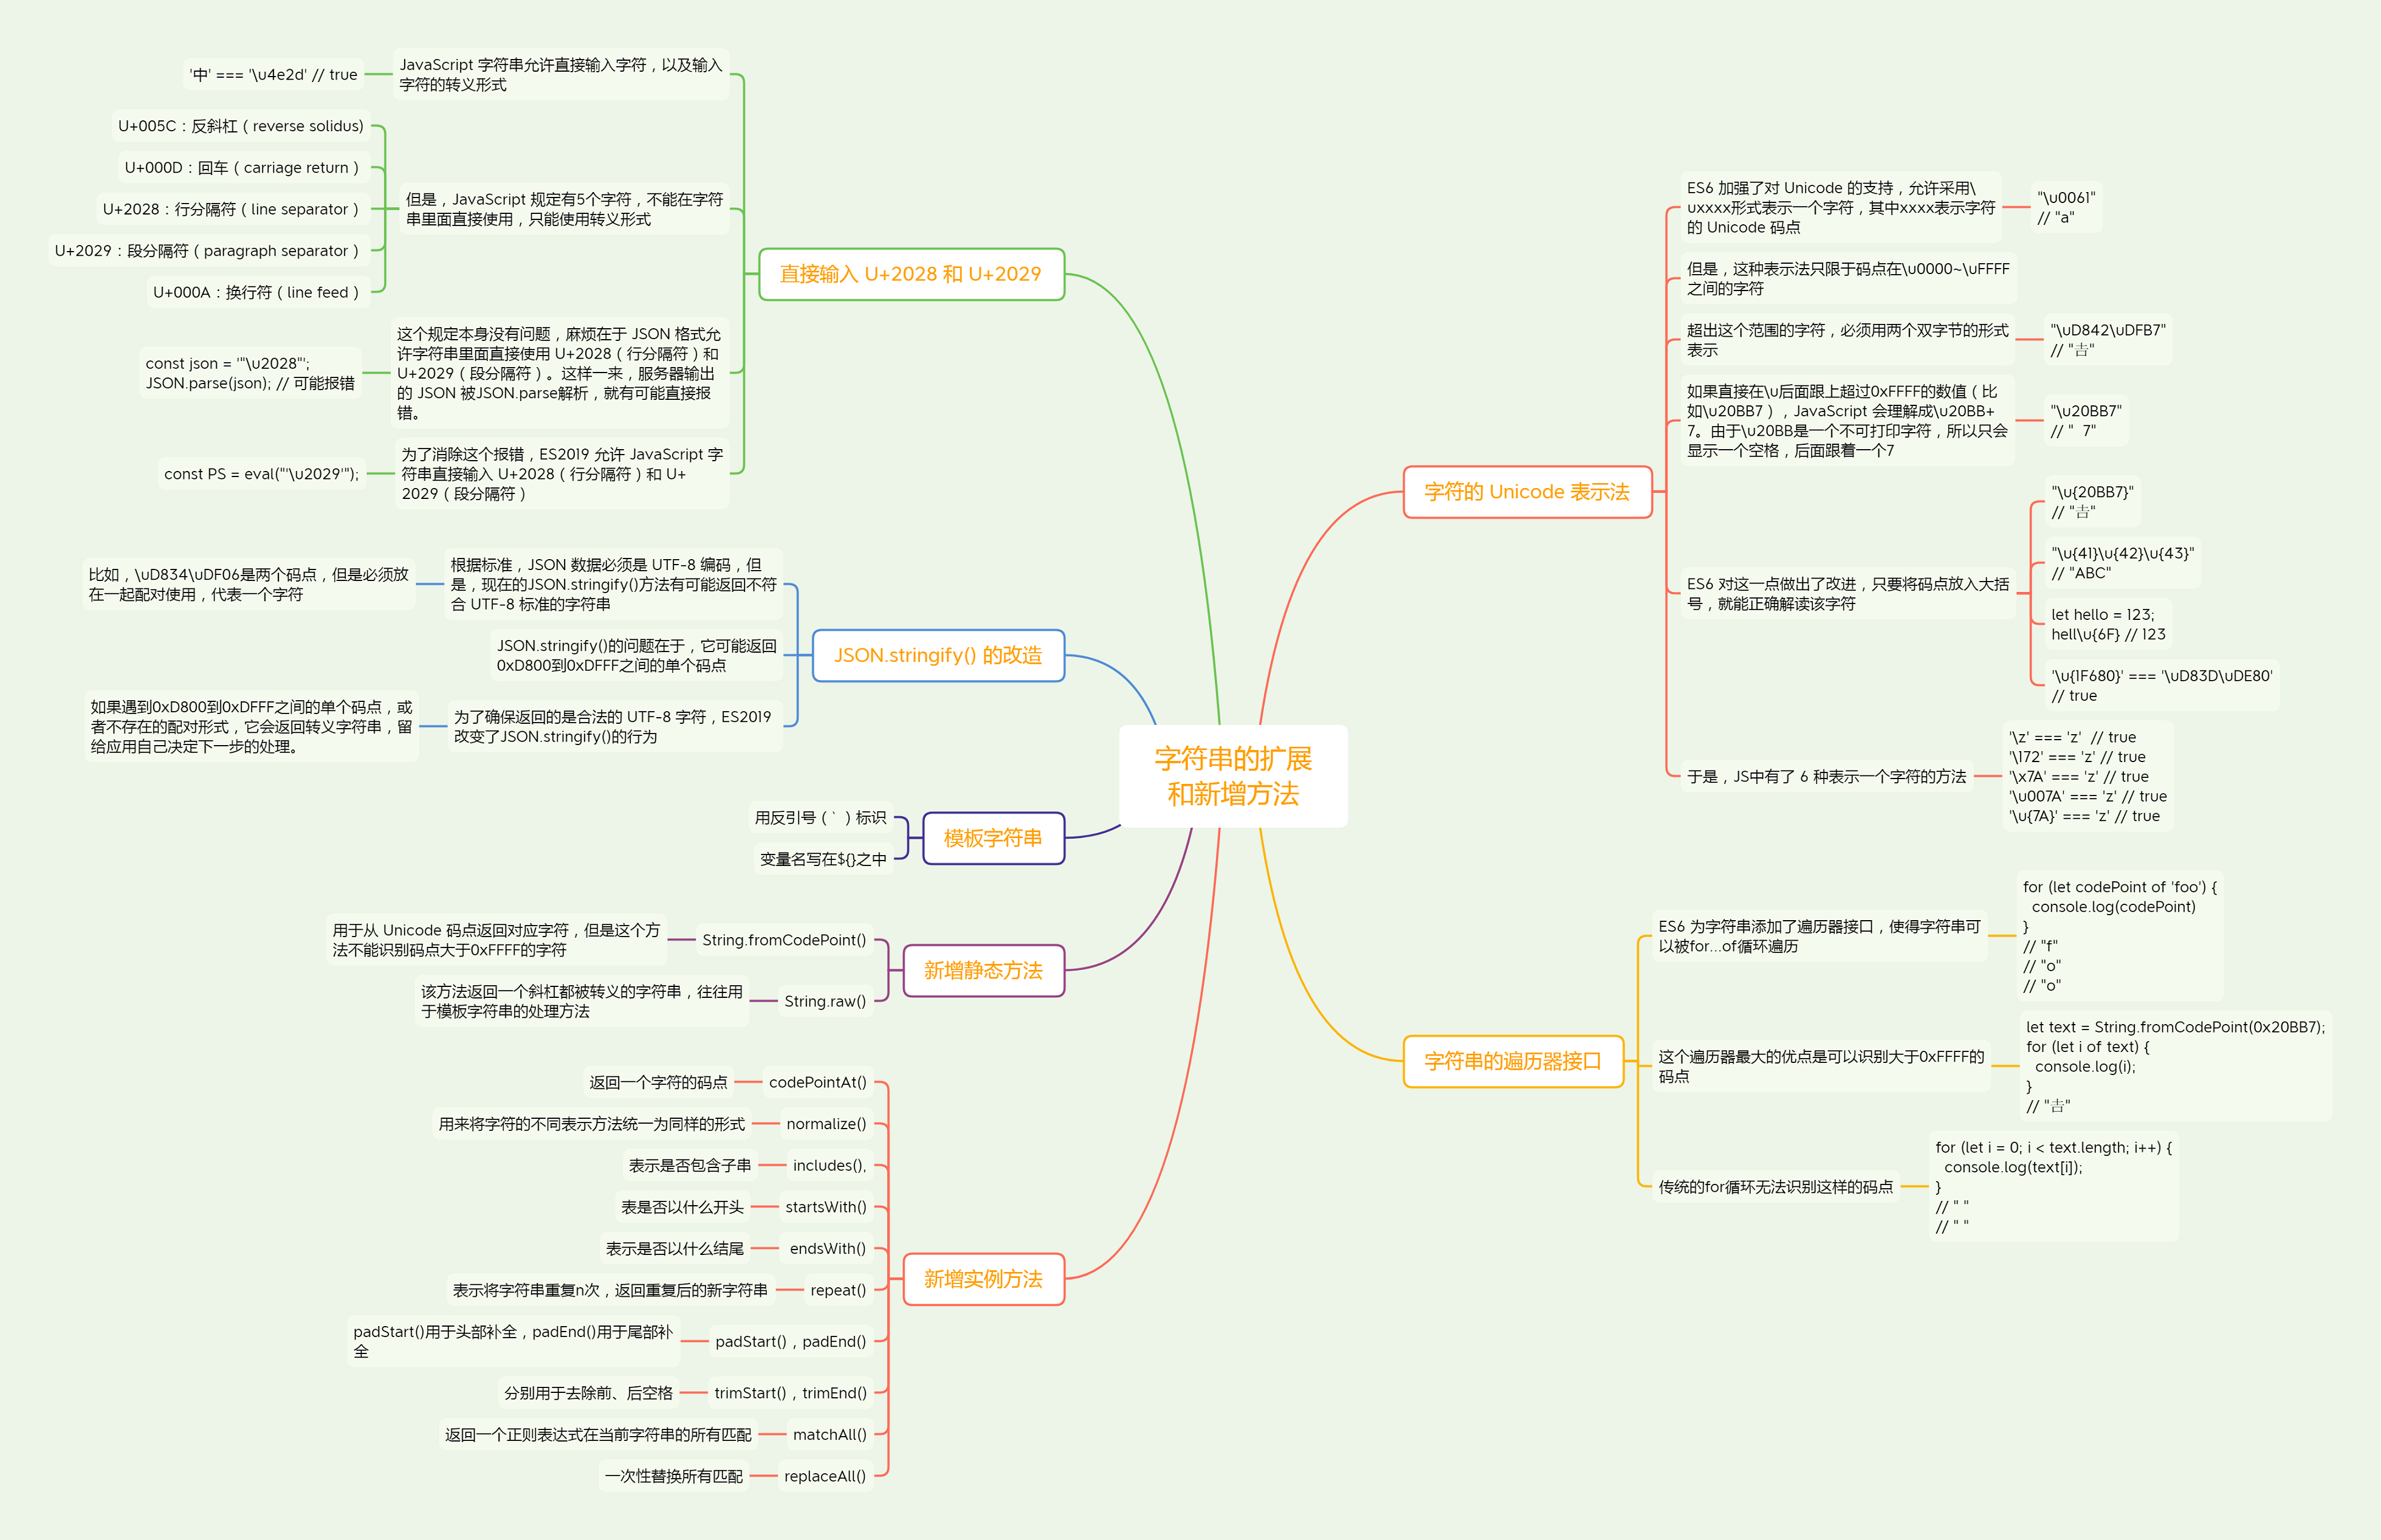 字符串的扩展
和新增方法
直接输入 U+2028 和 U+2029
JavaScript 字符串允许直接输入字符，以及输入
字符的转义形式
'中' === '\u4e2d' // true
但是，JavaScript 规定有5个字符，不能在字符
串里面直接使用，只能使用转义形式
U+005C：反斜杠（reverse solidus)
U+000D：回车（carriage return）
U+2028：行分隔符（line separator）
U+2029：段分隔符（paragraph separator）
U+000A：换行符（line feed）
这个规定本身没有问题，麻烦在于 JSON 格式允
许字符串里面直接使用 U+2028（行分隔符）和
U+2029（段分隔符）。这样一来，服务器输出
的 JSON 被JSON.parse解析，就有可能直接报
错。
const json = '"\u2028"';
JSON.parse(json); // 可能报错
为了消除这个报错，ES2019 允许 JavaScript 字
符串直接输入 U+2028（行分隔符）和 U+
2029（段分隔符）
const PS = eval("'\u2029'");
JSON.stringify() 的改造
根据标准，JSON 数据必须是 UTF-8 编码，但
是，现在的JSON.stringify()方法有可能返回不符
合 UTF-8 标准的字符串
比如，\uD834\uDF06是两个码点，但是必须放
在一起配对使用，代表一个字符
JSON.stringify()的问题在于，它可能返回
0xD800到0xDFFF之间的单个码点
为了确保返回的是合法的 UTF-8 字符，ES2019
改变了JSON.stringify()的行为
如果遇到0xD800到0xDFFF之间的单个码点，或
者不存在的配对形式，它会返回转义字符串，留
给应用自己决定下一步的处理。
模板字符串
用反引号（`）标识
变量名写在${}之中
新增静态方法
String.fromCodePoint()
用于从 Unicode 码点返回对应字符，但是这个方
法不能识别码点大于0xFFFF的字符
String.raw()
该方法返回一个斜杠都被转义的字符串，往往用
于模板字符串的处理方法
新增实例方法
codePointAt()
返回一个字符的码点
normalize()
用来将字符的不同表示方法统一为同样的形式
includes(),
表示是否包含子串
startsWith()
表是否以什么开头
endsWith()
表示是否以什么结尾
repeat()
表示将字符串重复n次，返回重复后的新字符串
padStart()，padEnd()
padStart()用于头部补全，padEnd()用于尾部补
全
trimStart()，trimEnd()
分别用于去除前、后空格
matchAll()
返回一个正则表达式在当前字符串的所有匹配
replaceAll()
一次性替换所有匹配
字符的 Unicode 表示法
ES6 加强了对 Unicode 的支持，允许采用\
uxxxx形式表示一个字符，其中xxxx表示字符
的 Unicode 码点
"\u0061"
// "a"
但是，这种表示法只限于码点在\u0000~\uFFFF
之间的字符
超出这个范围的字符，必须用两个双字节的形式
表示
"\uD842\uDFB7"
// "𠮷"
如果直接在\u后面跟上超过0xFFFF的数值（比
如\u20BB7），JavaScript 会理解成\u20BB+
7。由于\u20BB是一个不可打印字符，所以只会
显示一个空格，后面跟着一个7
"\u20BB7"
// "  7"
ES6 对这一点做出了改进，只要将码点放入大括
号，就能正确解读该字符
"\u{20BB7}"
// "𠮷"
"\u{41}\u{42}\u{43}"
// "ABC"
let hello = 123;
hell\u{6F} // 123
'\u{1F680}' === '\uD83D\uDE80'
// true
于是，JS中有了 6 种表示一个字符的方法
'\z' === 'z'  // true
'\172' === 'z' // true
'\x7A' === 'z' // true
'\u007A' === 'z' // true
'\u{7A}' === 'z' // true
字符串的遍历器接口
ES6 为字符串添加了遍历器接口，使得字符串可
以被for...of循环遍历
for (let codePoint of 'foo') {
  console.log(codePoint)
}
// "f"
// "o"
// "o"
这个遍历器最大的优点是可以识别大于0xFFFF的
码点
let text = String.fromCodePoint(0x20BB7);
for (let i of text) {
  console.log(i);
}
// "𠮷"
传统的for循环无法识别这样的码点
for (let i = 0; i < text.length; i++) {
  console.log(text[i]);
}
// " "
// " "